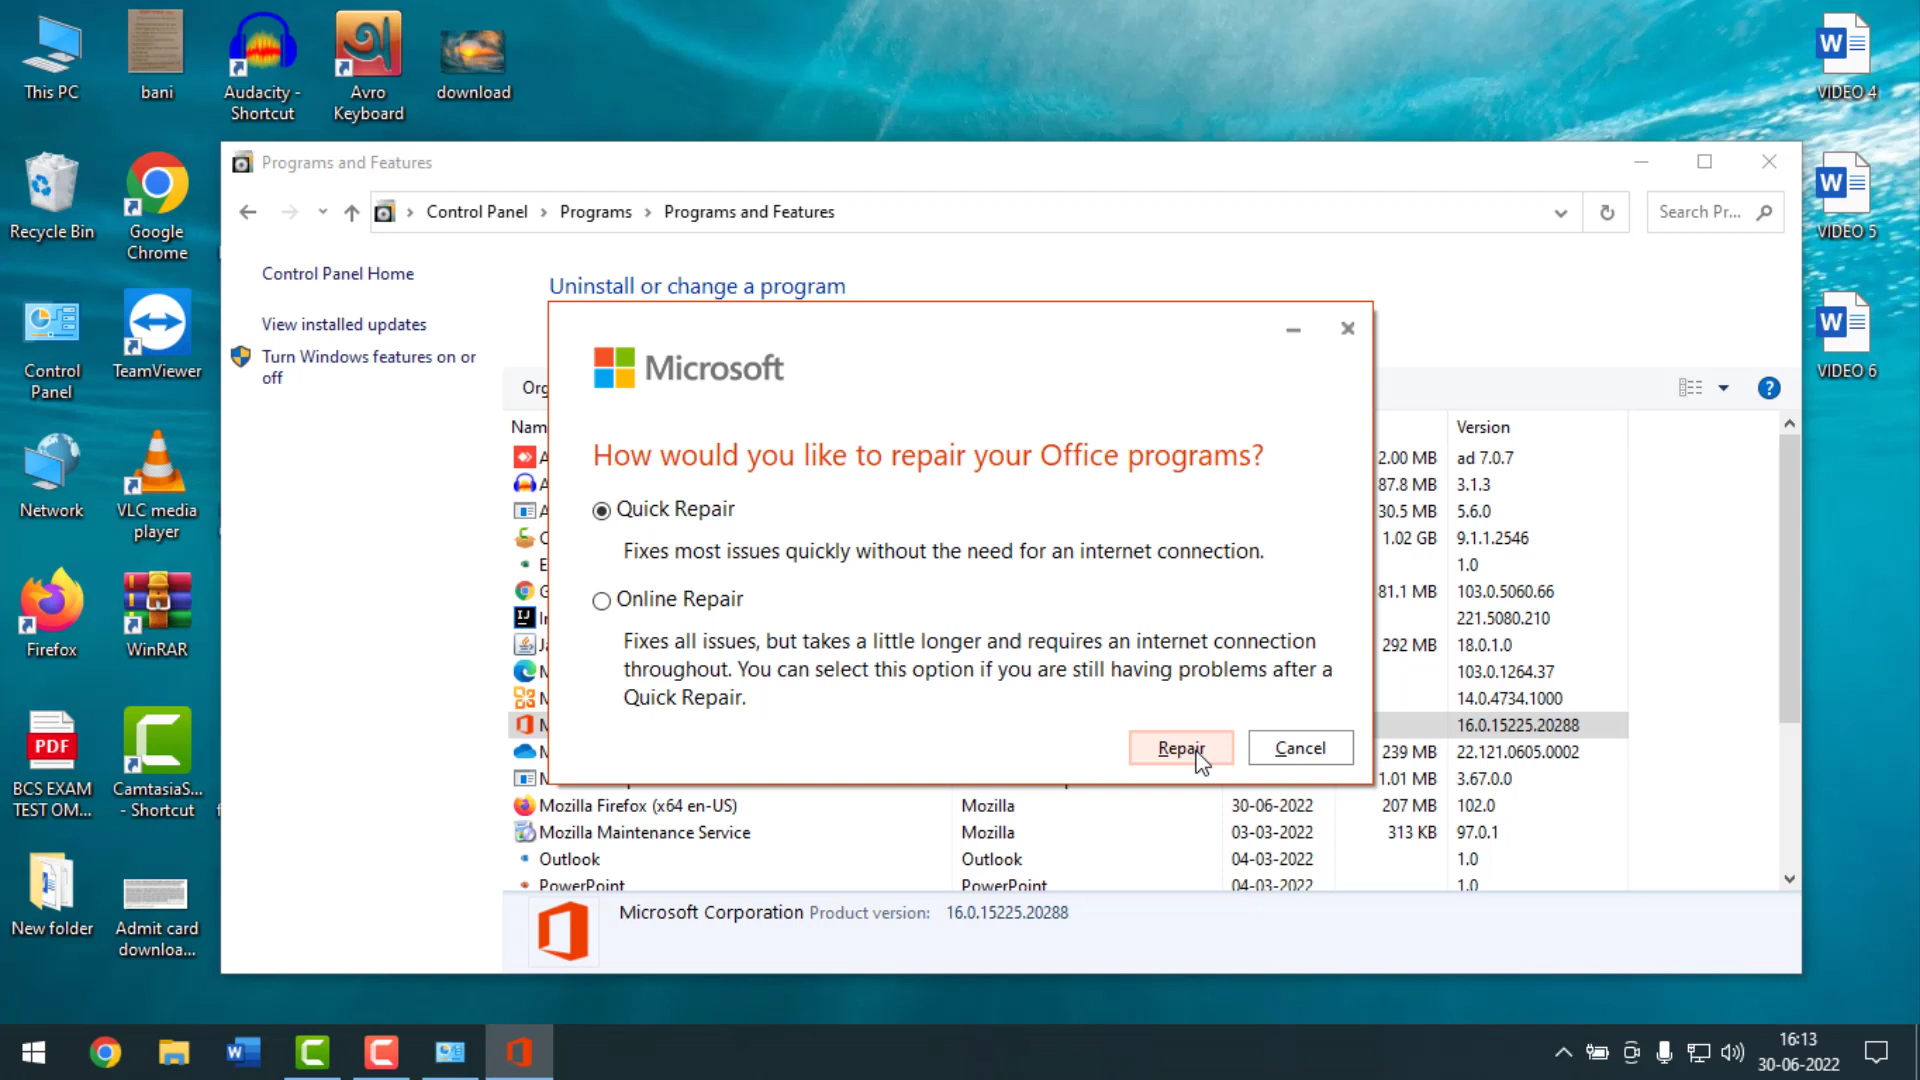 This PC
bani
Audacity -
Shortcut
Avro
Keyboard
download
VIDEO 4
Recycle Bin
Google
Chrome
VIDEO 5
Control
Panel
TeamViewer
VIDEO 6
Network
VLC media
player
Firefox
WinRAR
PDF
BCS EXAM
TEST OM...
CamtasiaS...
- Shortcut
New folder
Admit card
downloa...
Programs and Features
Control Panel > Programs > Programs and Features
Search Pr...
Control Panel Home
View installed updates
Turn Windows features on or
off
Uninstall or change a program
Org
Nam
Version
2.00 MB ad 7.0.7
87.8 MB 3.1.3
30.5 MB 5.6.0
1.02 GB 9.1.1.2546
1.0
81.1 MB 103.0.5060.66
221.5080.210
292 MB 18.0.1.0
103.0.1264.37
14.0.4734.1000
16.0.15225.20288
239 MB 22.121.0605.0002
1.01 MB 3.67.0.0
Mozilla Firefox (x64 en-US) Mozilla 30-06-2022 207 MB 102.0
Mozilla Maintenance Service Mozilla 03-03-2022 313 KB 97.0.1
Outlook Outlook 04-03-2022 1.0
PowerPoint PowerPoint 04-03-2022 1.0
Microsoft Corporation Product version: 16.0.15225.20288
Microsoft
How would you like to repair your Office programs?
Quick Repair
Fixes most issues quickly without the need for an internet connection.
Online Repair
Fixes all issues, but takes a little longer and requires an internet connection
throughout. You can select this option if you are still having problems after a
Quick Repair.
Repair
Cancel
16:13
30-06-2022